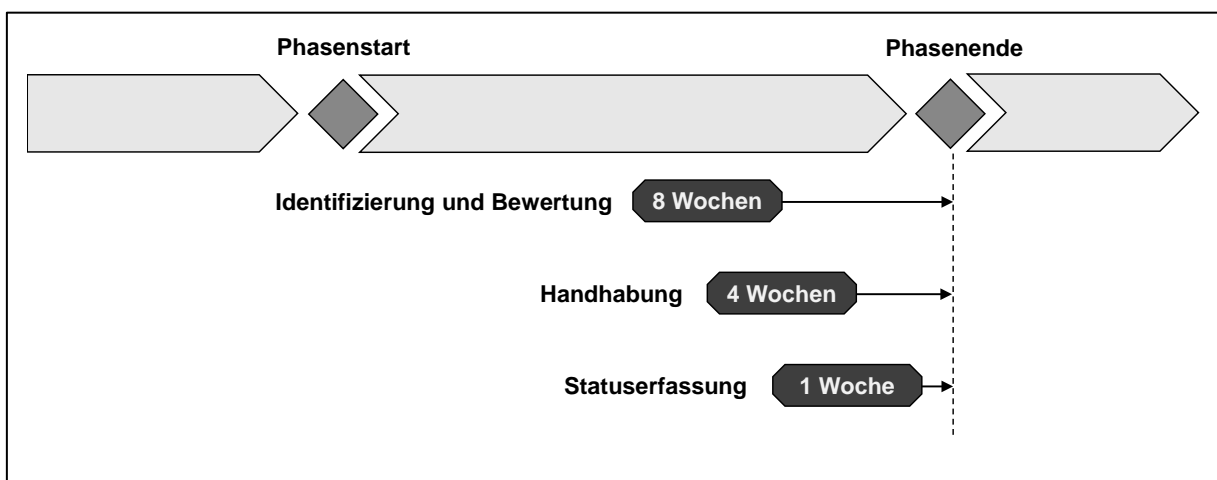 Phasenstart
Phasenende
Identifizierung und Bewertung 8 Wochen
Handhabung 4 Wochen
Statuserfassung 1 Woche